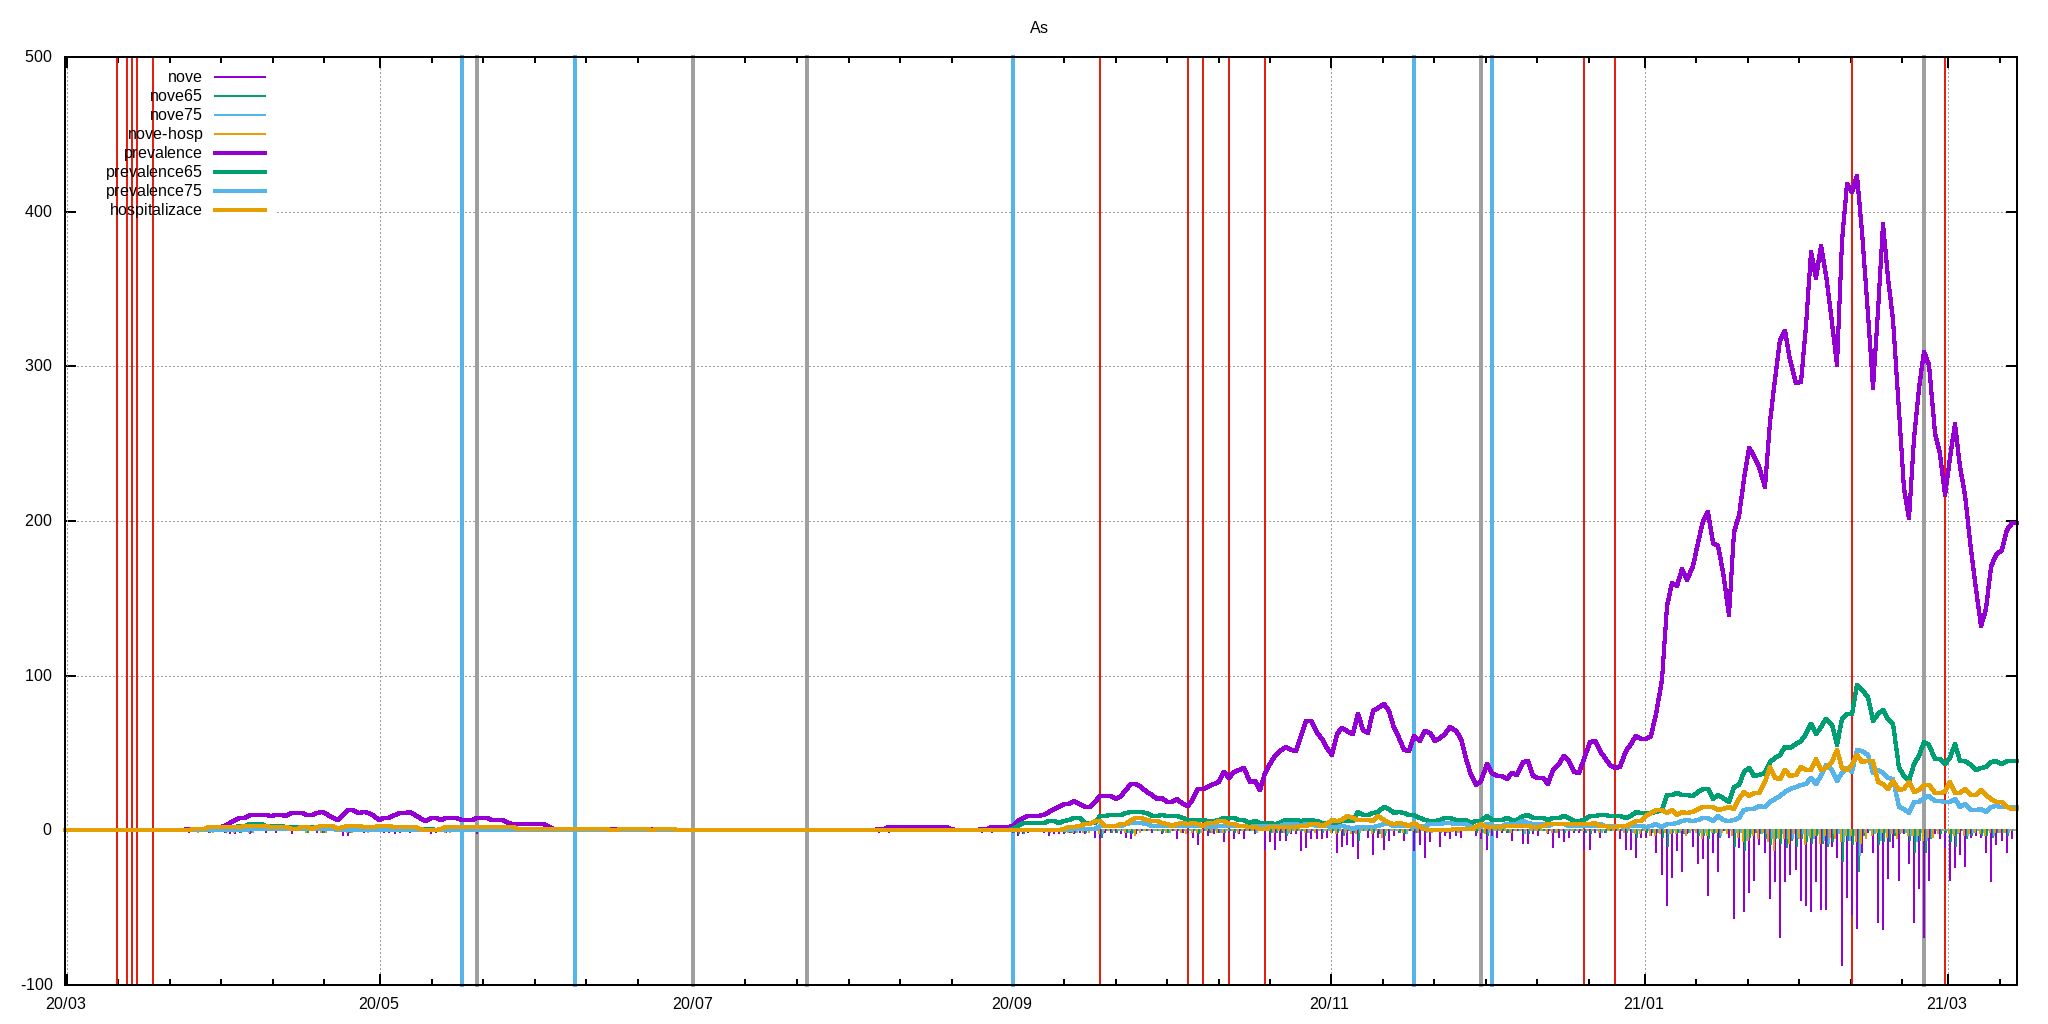 As
500
nove
nove65
nove75
nove-hosp
prevalence
prevalence65
prevalence75
hospitalizace
400
300
200
100
0
-100
20/03 20/05 20/07 20/09 20/11 21/01 21/03